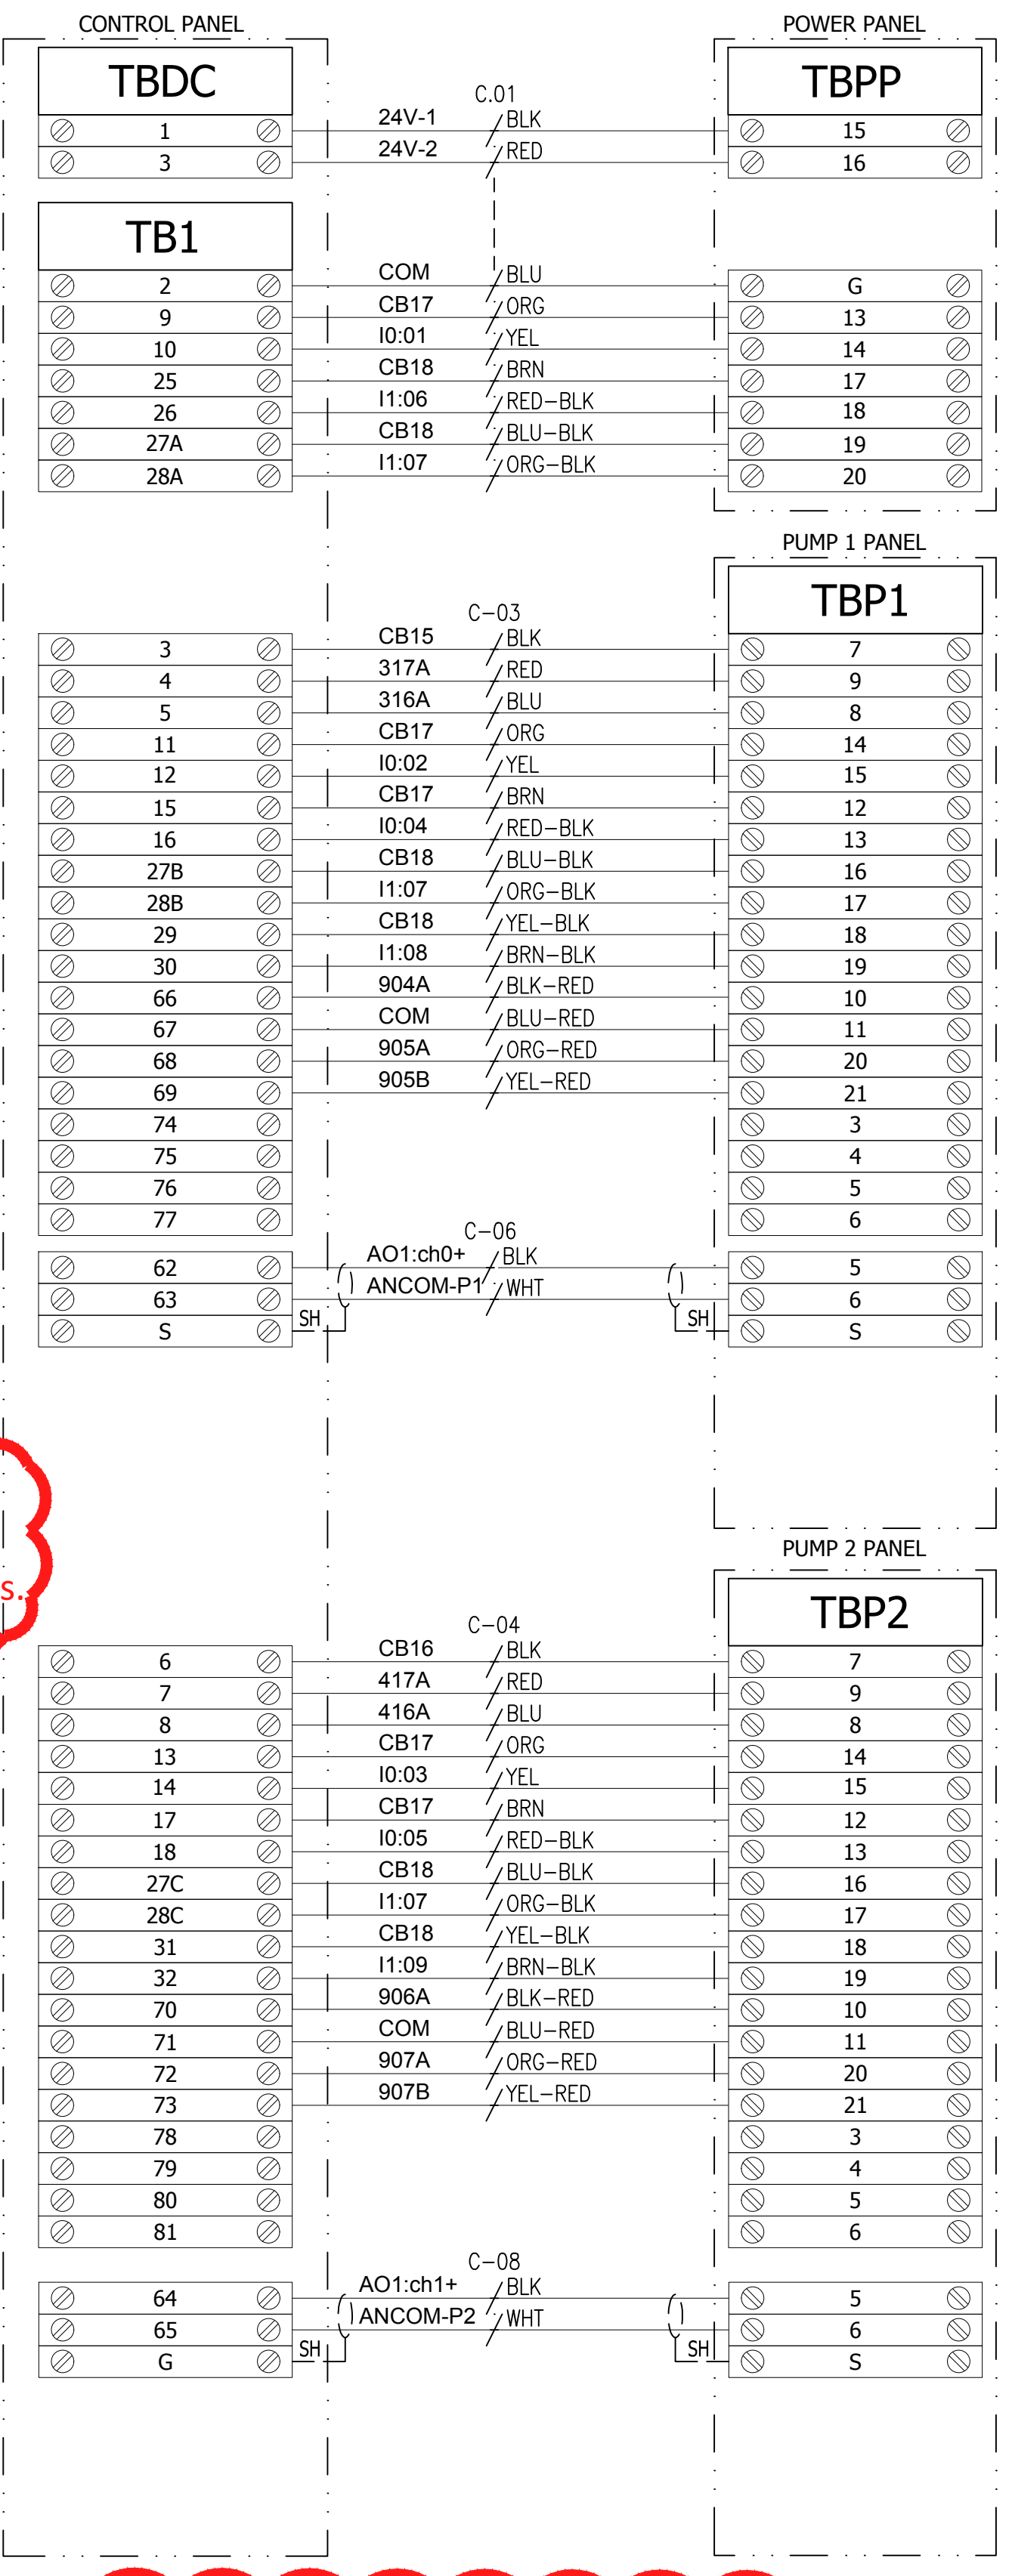 CONTROL PANEL POWER PANEL
TBDC TBPP
C.01
1 24V-1 BLK 15
3 24V-2 RED 16
TB1
2 COM BLU G
9 CB17 ORG 13
10 I0:01 YEL 14
25 CB18 BRN 17
26 I1:06 RED-BLK 18
27A CB18 BLU-BLK 19
28A I1:07 ORG-BLK 20
PUMP 1 PANEL
TBP1
C-03
3 CB15 BLK 7
4 317A RED 9
5 316A BLU 8
11 CB17 ORG 14
12 I0:02 YEL 15
15 CB17 BRN 12
16 I0:04 RED-BLK 13
27B CB18 BLU-BLK 16
28B I1:07 ORG-BLK 17
29 CB18 YEL-BLK 18
30 I1:08 BRN-BLK 19
66 904A BLK-RED 10
67 COM BLU-RED 11
68 905A ORG-RED 20
69 905B YEL-RED 21
74 3
75 4
76 5
77 6
C-06
62 AO1:ch0+ BLK 5
63 ANCOM-P1 WHT 6
S SH SH S
s.
PUMP 2 PANEL
TBP2
C-04
6 CB16 BLK 7
7 417A RED 9
8 416A BLU 8
13 CB17 ORG 14
14 I0:03 YEL 15
17 CB17 BRN 12
18 I0:05 RED-BLK 13
27C CB18 BLU-BLK 16
28C I1:07 ORG-BLK 17
31 CB18 YEL-BLK 18
32 I1:09 BRN-BLK 19
70 906A BLK-RED 10
71 COM BLU-RED 11
72 907A ORG-RED 20
73 907B YEL-RED 21
78 3
79 4
80 5
81 6
C-08
64 AO1:ch1+ BLK 5
65 ANCOM-P2 WHT 6
G SH SH S